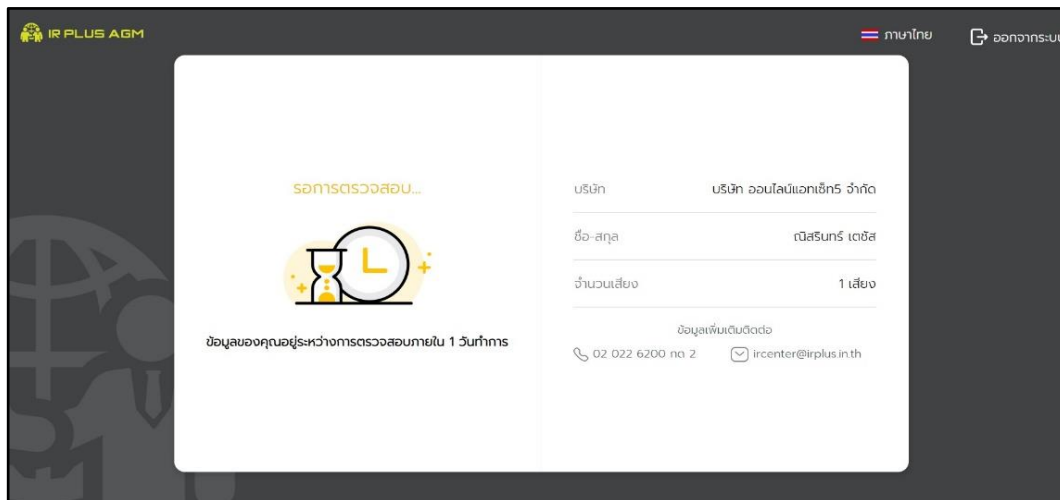 IR PLUS AGM
ภาษาไทย
ออกจากระบบ
รอการตรวจสอบ...
ข้อมูลของคุณอยู่ระหว่างการตรวจสอบภายใน 1 วันทำการ
บริษัท บริษัท ออนไลน์แอทเซ็ท5 จำกัด
ชื่อ-สกุล ณิสรินทร์ เตชัส
จำนวนเสียง 1 เสียง
ข้อมูลเพิ่มเติมติดต่อ
02 022 6200 กด 2 ircenter@irplus.in.th